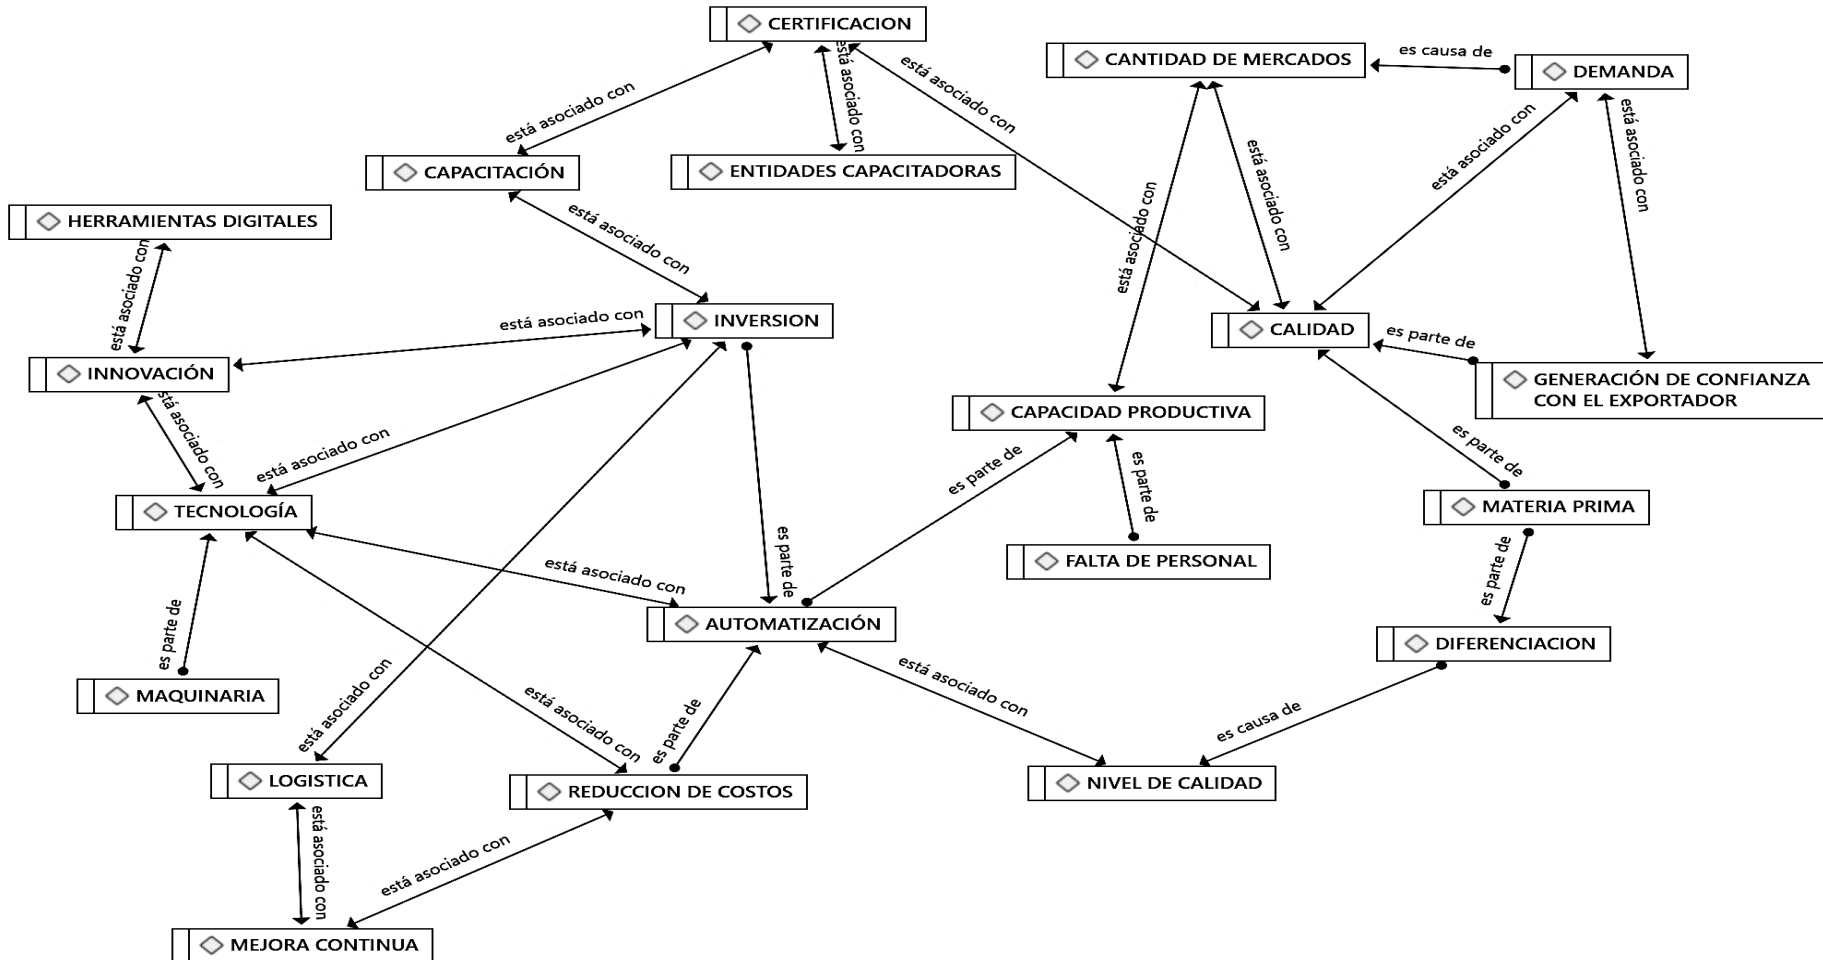 CERTIFICACION
CANTIDAD DE MERCADOS
es causa de
DEMANDA
está asociado con
está asociado con
está asociado con
está asociado con
está asociado con
está asociado con
CAPACITACIÓN
ENTIDADES CAPACITADORAS
está asociado con
está asociado con
HERRAMIENTAS DIGITALES
está asociado con
está asociado con
INVERSION
está asociado con
CALIDAD
es parte de
INNOVACIÓN
GENERACIÓN DE CONFIANZA
CON EL EXPORTADOR
CAPACIDAD PRODUCTIVA
está asociado con
está asociado con
es parte de
es parte de
es parte de
TECNOLOGÍA
MATERIA PRIMA
es parte de
está asociado con
FALTA DE PERSONAL
es parte de
es parte de
AUTOMATIZACIÓN
DIFERENCIACION
MAQUINARIA
está asociado con
está asociado con
está asociado con
es parte de
es causa de
LOGISTICA
REDUCCION DE COSTOS
NIVEL DE CALIDAD
está asociado con
está asociado con
MEJORA CONTINUA